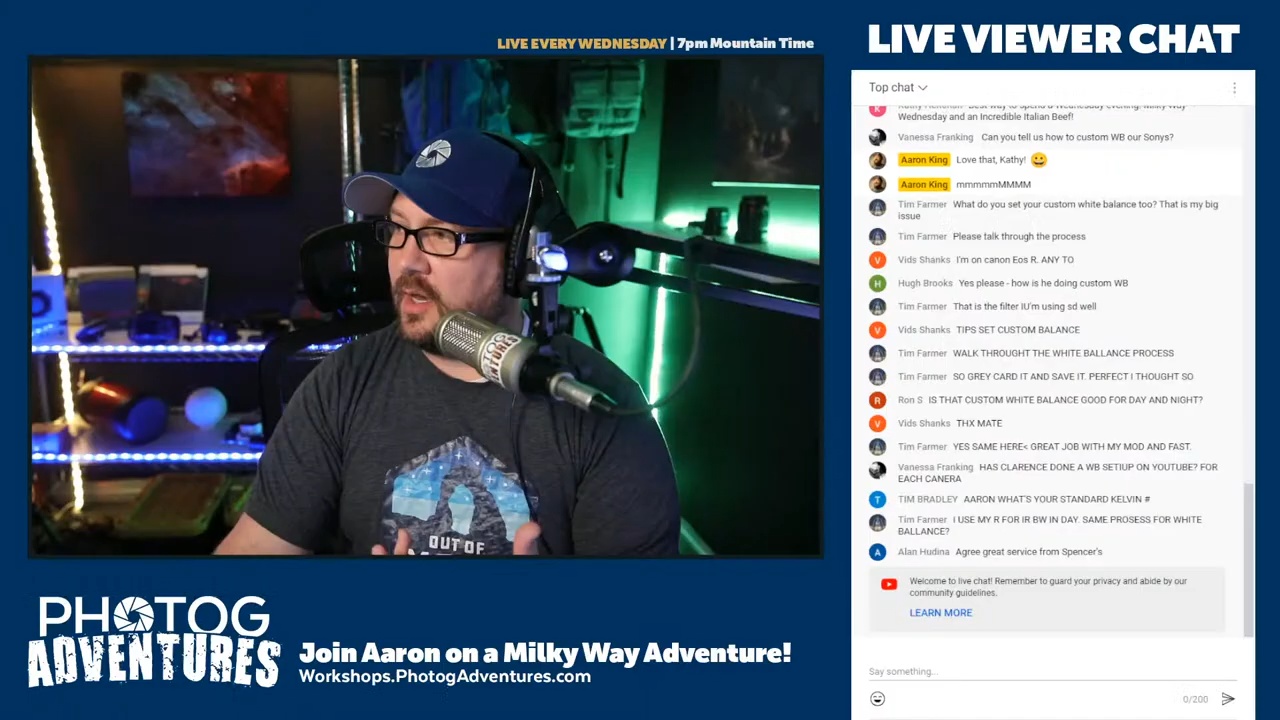 LIVE EVERY WEDNESDAY | 7pm Mountain Time
OUT OF
PHOTOG
ADVENTURES
Join Aaron on a Milky Way Adventure!
Workshops.PhotogAdventures.com
LIVE VIEWER CHAT
Top chat
Wednesday and an Incredible Italian Beef!
Vanessa Franking Can you tell us how to custom WB our Sonys?
Aaron King Love that, Kathy! 😀
Aaron King mmmmmMMMM
Tim Farmer What do you set your custom white balance too? That is my big
issue
Tim Farmer Please talk through the process
V Vids Shanks I'm on canon Eos R. ANY TO
H Hugh Brooks Yes please - how is he doing custom WB
Tim Farmer That is the filter IU'm using sd well
V Vids Shanks TIPS SET CUSTOM BALANCE
Tim Farmer WALK THROUGHT THE WHITE BALLANCE PROCESS
Tim Farmer SO GREY CARD IT AND SAVE IT. PERFECT I THOUGHT SO
R Ron S IS THAT CUSTOM WHITE BALANCE GOOD FOR DAY AND NIGHT?
V Vids Shanks THX MATE
Tim Farmer YES SAME HERE< GREAT JOB WITH MY MOD AND FAST.
Vanessa Franking HAS CLARENCE DONE A WB SETIUP ON YOUTUBE? FOR
EACH CANERA
T TIM BRADLEY AARON WHAT'S YOUR STANDARD KELVIN #
Tim Farmer i USE MY R FOR IR BW IN DAY. SAME PROSESS FOR WHITE
BALLANCE?
A Alan Hudina Agree great service from Spencer's
Welcome to live chat! Remember to guard your privacy and abide by our
community guidelines.
LEARN MORE
Say something...
0/200